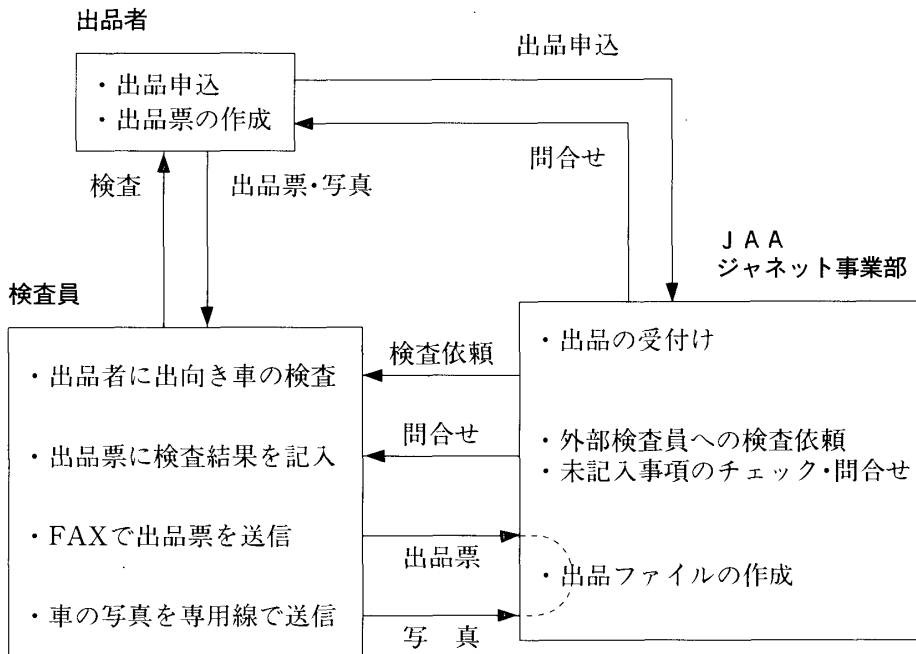 出品者
出品申込
・出品申込
・出品票の作成
問合せ
検査
出品票・写真
JAA
ジャネット事業部
検査員
・出品の受付け
検査依頼
・出品者に出向き車の検査
問合せ
・外部検査員への検査依頼
・出品票に検査結果を記入
・未記入事項のチェック・問合せ
・FAXで出品票を送信
出品票
・出品ファイルの作成
・車の写真を専用線で送信
写 真